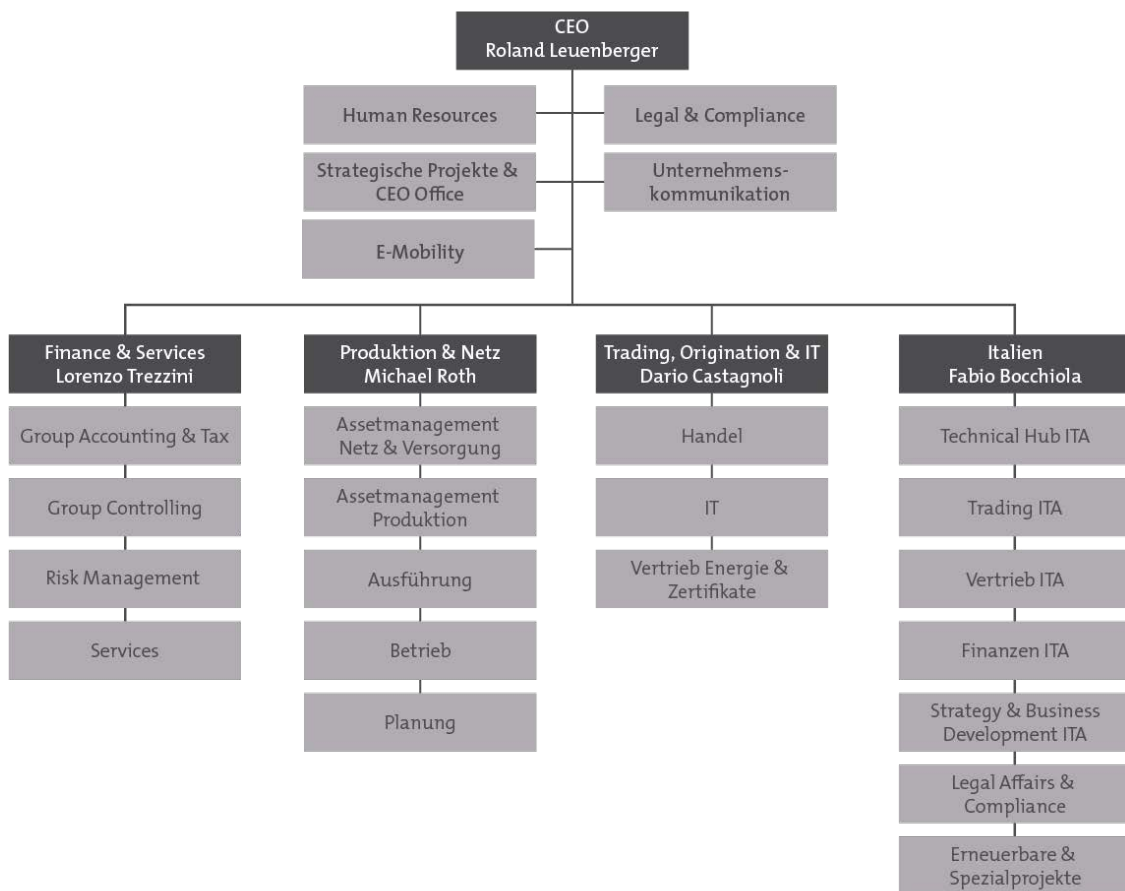 CEO
Roland Leuenberger
Human Resources
Legal & Compliance
Strategische Projekte &
CEO Office
Unternehmens-
kommunikation
E-Mobility
Finance & Services
Lorenzo Trezzini
Group Accounting & Tax
Group Controlling
Risk Management
Services
Produktion & Netz
Michael Roth
Assetmanagement
Netz & Versorgung
Assetmanagement
Produktion
Ausführung
Betrieb
Planung
Trading, Origination & IT
Dario Castagnoli
Handel
IT
Vertrieb Energie &
Zertifikate
Italien
Fabio Bocchiola
Technical Hub ITA
Trading ITA
Vertrieb ITA
Finanzen ITA
Strategy & Business
Development ITA
Legal Affairs &
Compliance
Erneuerbare &
Spezialprojekte